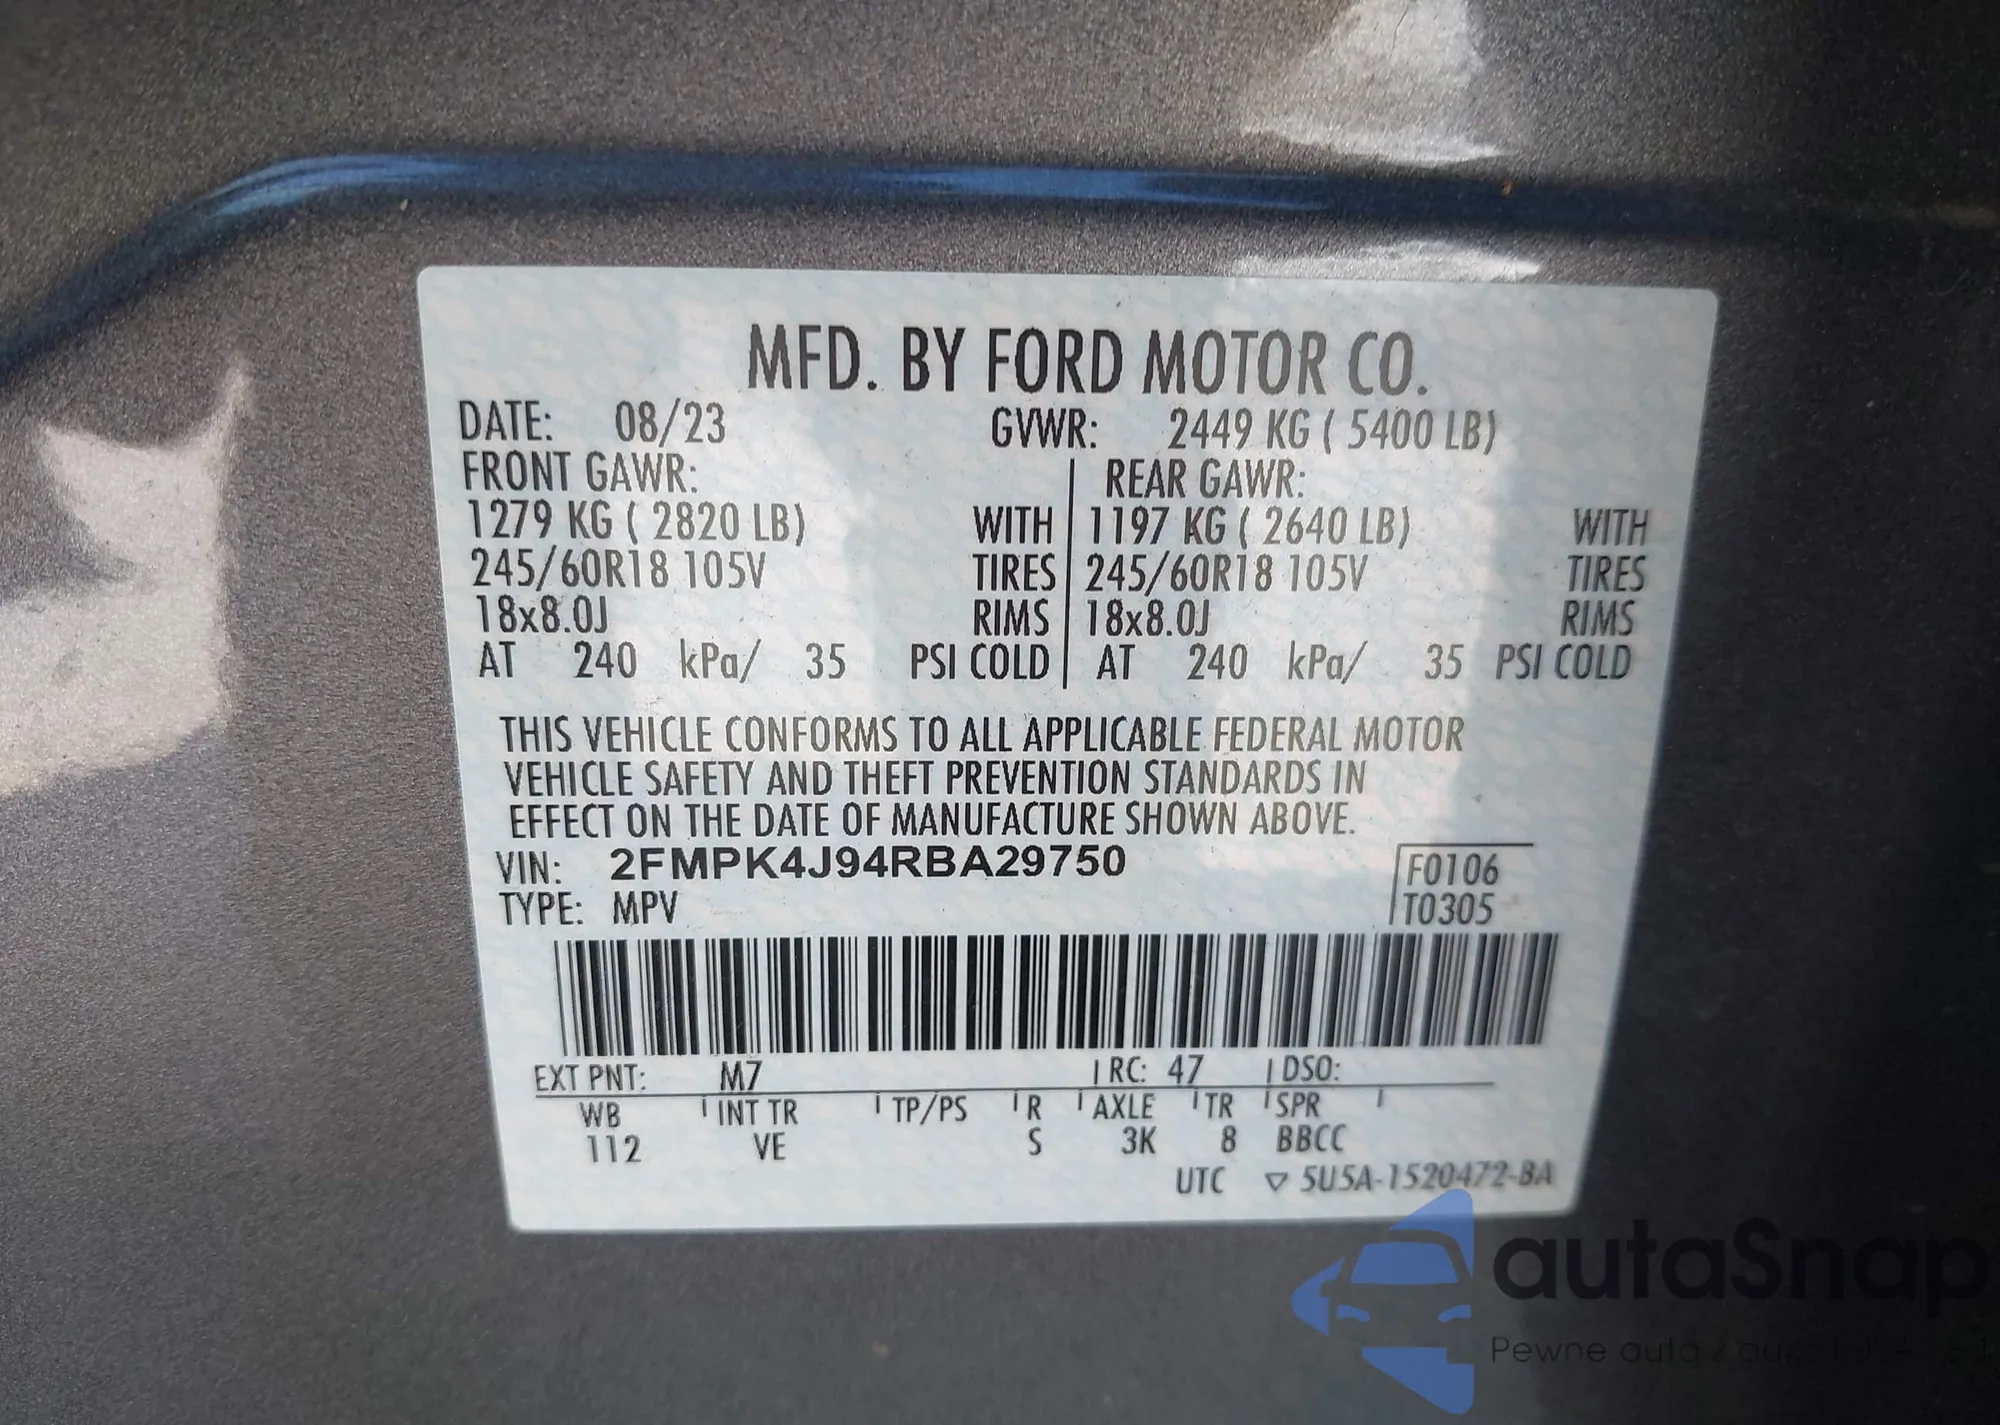 MFD. BY FORD MOTOR CO.
DATE: 08/23 GVWR: 2449 KG ( 5400 LB)
FRONT GAWR: REAR GAWR:
1279 KG ( 2820 LB) WITH 1197 KG ( 2640 LB) WITH
245/60R18 105V TIRES 245/60R18 105V TIRES
18x8.0J RIMS 18x8.0J RIMS
AT 240 kPa/ 35 PSI COLD AT 240 kPa/ 35 PSI COLD
THIS VEHICLE CONFORMS TO ALL APPLICABLE FEDERAL MOTOR
VEHICLE SAFETY AND THEFT PREVENTION STANDARDS IN
EFFECT ON THE DATE OF MANUFACTURE SHOWN ABOVE.
VIN: 2FMPK4J94RBA29750 F0106
TYPE: MPV T0305
EXT PNT: M7 RC: 47 DSO:
WB INT TR TP/PS R AXLE TR SPR
112 VE S 3K 8 BBCC
UTC ▽ 5U5A-1520472-BA
autaSnap
Pewne auto z